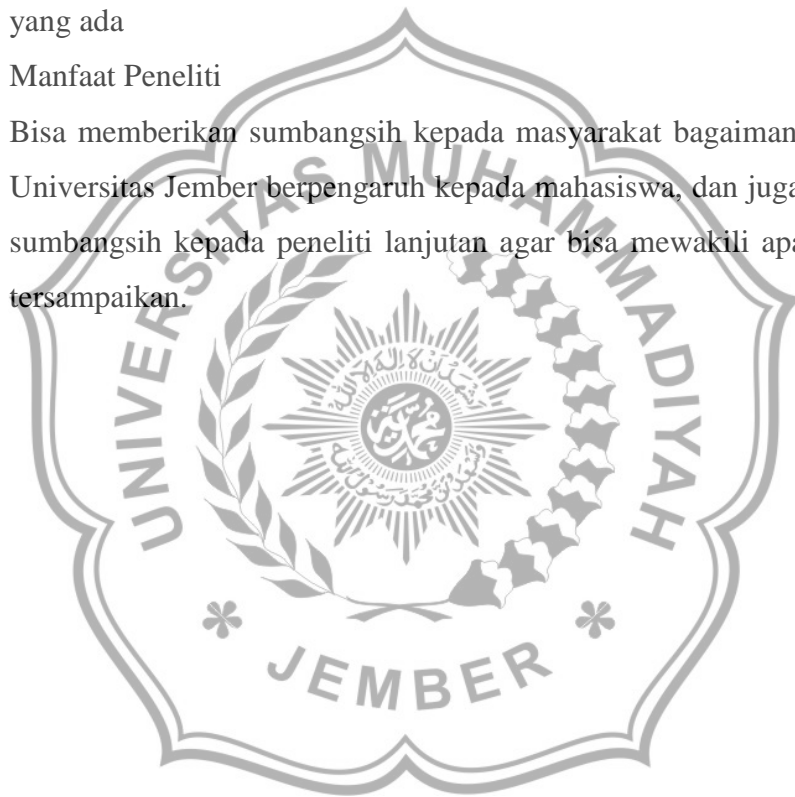 yang ada
Manfaat Peneliti
Bisa memberikan sumbangsih kepada masyarakat bagaiman
Universitas Jember berpengaruh kepada mahasiswa, dan juga
sumbangsih kepada peneliti lanjutan agar bisa mewakili apa
tersampaikan.
UNIVERSITAS MUHAMMADIYAH
JEMBER